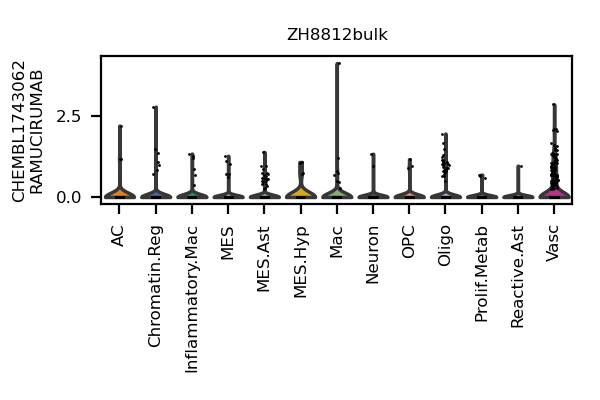 ZH8812bulk
CHEMBL1743062
RAMUCIRUMAB
2.5
0.0
AC
Chromatin.Reg
Inflammatory.Mac
MES
MES.Ast
MES.Hyp
Mac
Neuron
OPC
Oligo
Prolif.Metab
Reactive.Ast
Vasc